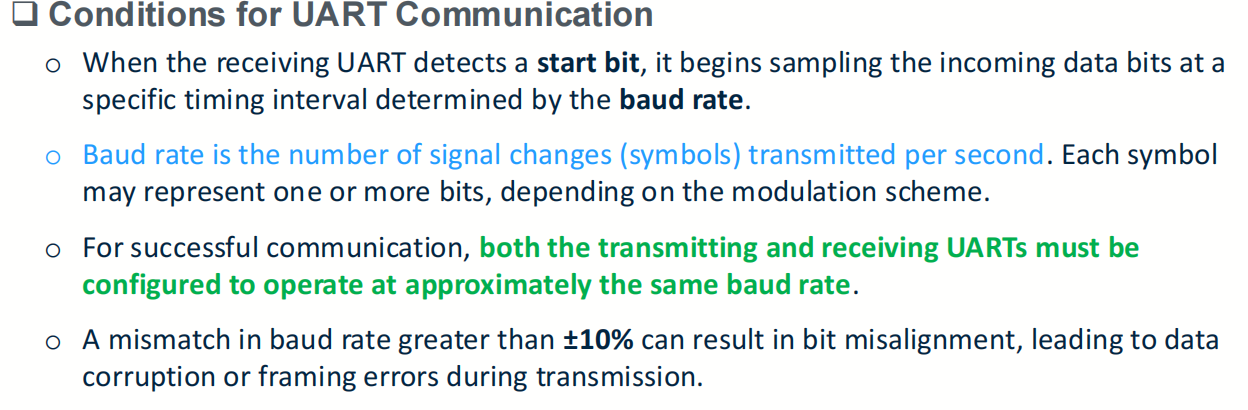 ❑ Conditions for UART Communication
o When the receiving UART detects a start bit, it begins sampling the incoming data bits at a
specific timing interval determined by the baud rate.
o Baud rate is the number of signal changes (symbols) transmitted per second. Each symbol
may represent one or more bits, depending on the modulation scheme.
o For successful communication, both the transmitting and receiving UARTs must be
configured to operate at approximately the same baud rate.
o A mismatch in baud rate greater than ±10% can result in bit misalignment, leading to data
corruption or framing errors during transmission.